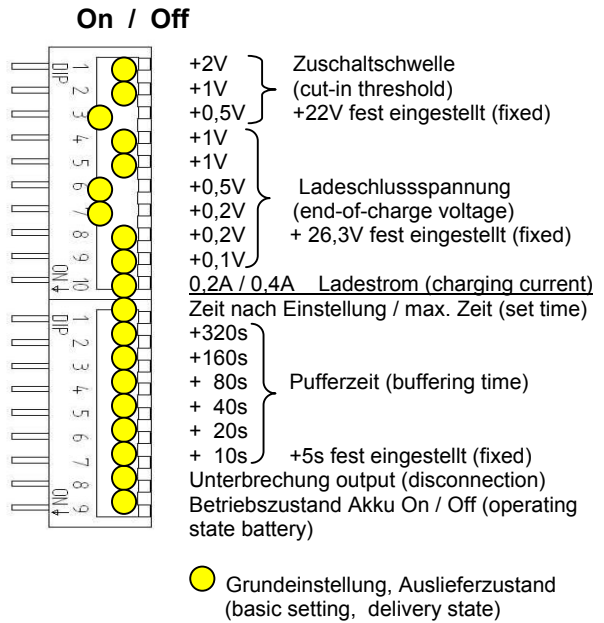 On / Off
DIP
1
2
3
4
5
6
7
8
9
10
ON
+2V
+1V
+0,5V
Zuschaltschwelle
(cut-in threshold)
+22V fest eingestellt (fixed)
+1V
+1V
+0,5V
+0,2V
+0,2V
+0,1V
Ladeschlussspannung
(end-of-charge voltage)
+ 26,3V fest eingestellt (fixed)
0,2A / 0,4A Ladestrom (charging current)
DIP
1
2
3
4
5
6
7
8
9
ON
Zeit nach Einstellung / max. Zeit (set time)
+320s
+160s
+ 80s
+ 40s
+ 20s
+ 10s
Pufferzeit (buffering time)
+5s fest eingestellt (fixed)
Unterbrechung output (disconnection)
Betriebszustand Akku On / Off (operating
state battery)
Grundeinstellung, Auslieferzustand
(basic setting, delivery state)